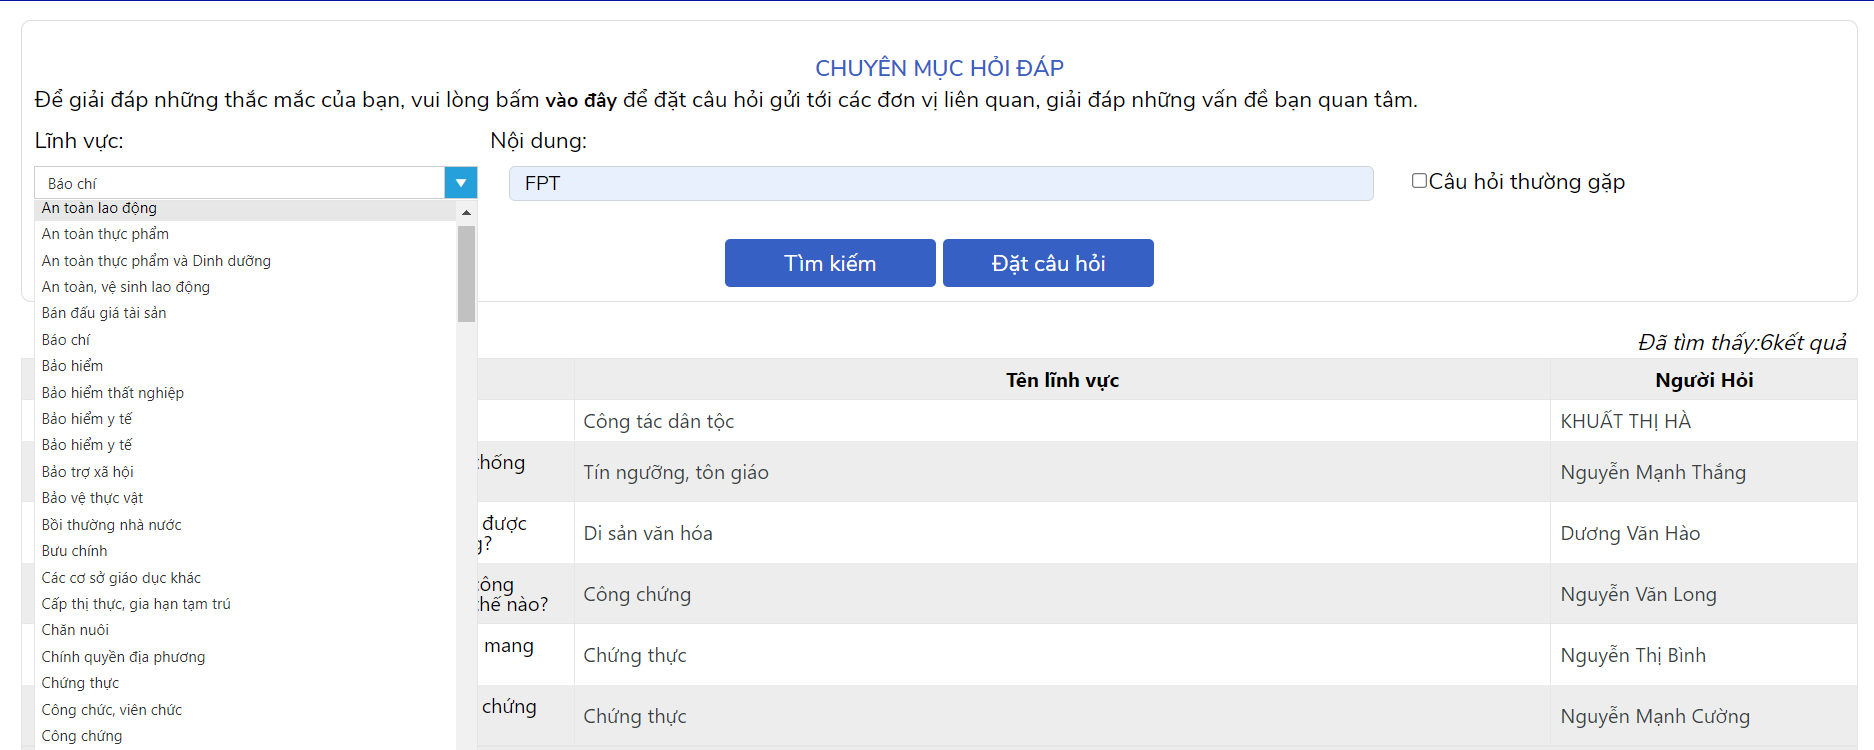 CHUYÊN MỤC HỎI ĐÁP
Để giải đáp những thắc mắc của bạn, vui lòng bấm vào đây để đặt câu hỏi gửi tới các đơn vị liên quan, giải đáp những vấn đề bạn quan tâm.
Lĩnh vực:
Nội dung:
Báo chí
FPT
Câu hỏi thường gặp
Tìm kiếm
Đặt câu hỏi
An toàn lao động
An toàn thực phẩm
An toàn thực phẩm và Dinh dưỡng
An toàn, vệ sinh lao động
Bán đấu giá tài sản
Báo chí
Bảo hiểm
Bảo hiểm thất nghiệp
Bảo hiểm y tế
Bảo hiểm y tế
Bảo trợ xã hội
Bảo vệ thực vật
Bồi thường nhà nước
Bưu chính
Các cơ sở giáo dục khác
Cấp thị thực, gia hạn tạm trú
Chăn nuôi
Chính quyền địa phương
Chứng thực
Công chức, viên chức
Công chứng
Đã tìm thấy:6kết quả
Tên lĩnh vực
Người Hỏi
Công tác dân tộc
KHUẤT THỊ HÀ
thống
Tín ngưỡng, tôn giáo
Nguyễn Mạnh Thắng
được
g?
Di sản văn hóa
Dương Văn Hào
công
thế nào?
Công chứng
Nguyễn Văn Long
mang
Chứng thực
Nguyễn Thị Bình
chứng
Chứng thực
Nguyễn Mạnh Cường